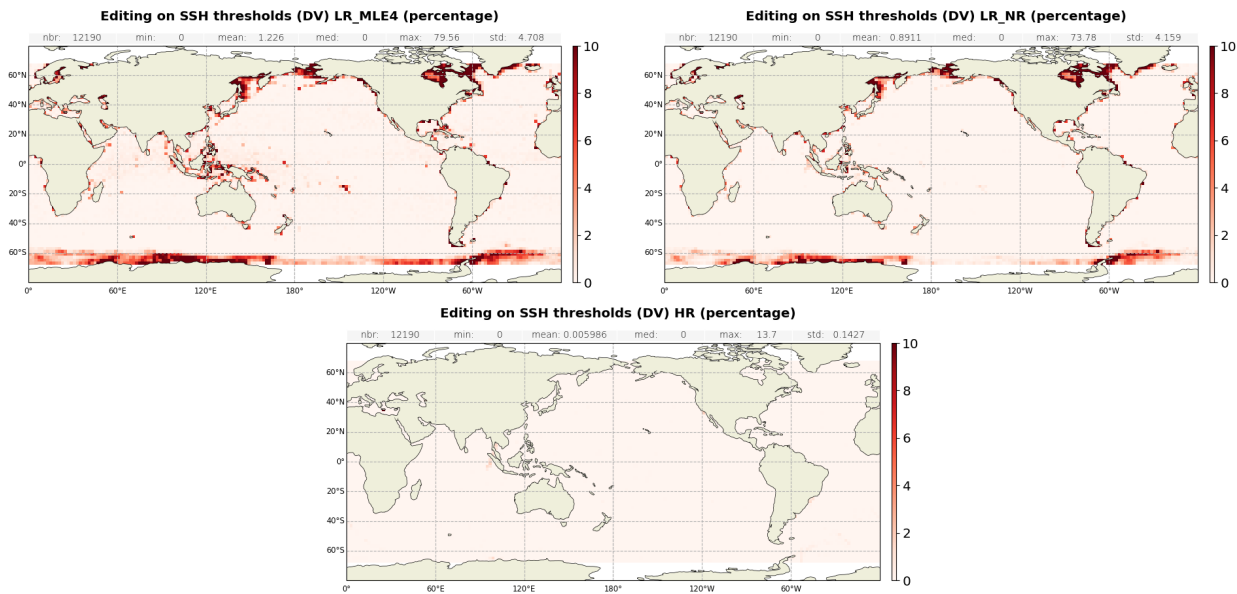 Editing on SSH thresholds (DV) LR_MLE4 (percentage)
nbr: 12190 min: 0 mean: 1.226 med: 0 max: 79.56 std: 4.708
10
8
6
4
2
0
60°N
40°N
20°N
0°
20°S
40°S
60°S
0° 60°E 120°E 180° 120°W 60°W
Editing on SSH thresholds (DV) LR_NR (percentage)
nbr: 12190 min: 0 mean: 0.8911 med: 0 max: 73.78 std: 4.159
10
8
6
4
2
0
60°N
40°N
20°N
0°
20°S
40°S
60°S
0° 60°E 120°E 180° 120°W 60°W
Editing on SSH thresholds (DV) HR (percentage)
nbr: 12190 min: 0 mean: 0.005986 med: 0 max: 13.7 std: 0.1427
10
8
6
4
2
0
60°N
40°N
20°N
0°
20°S
40°S
60°S
0° 60°E 120°E 180° 120°W 60°W